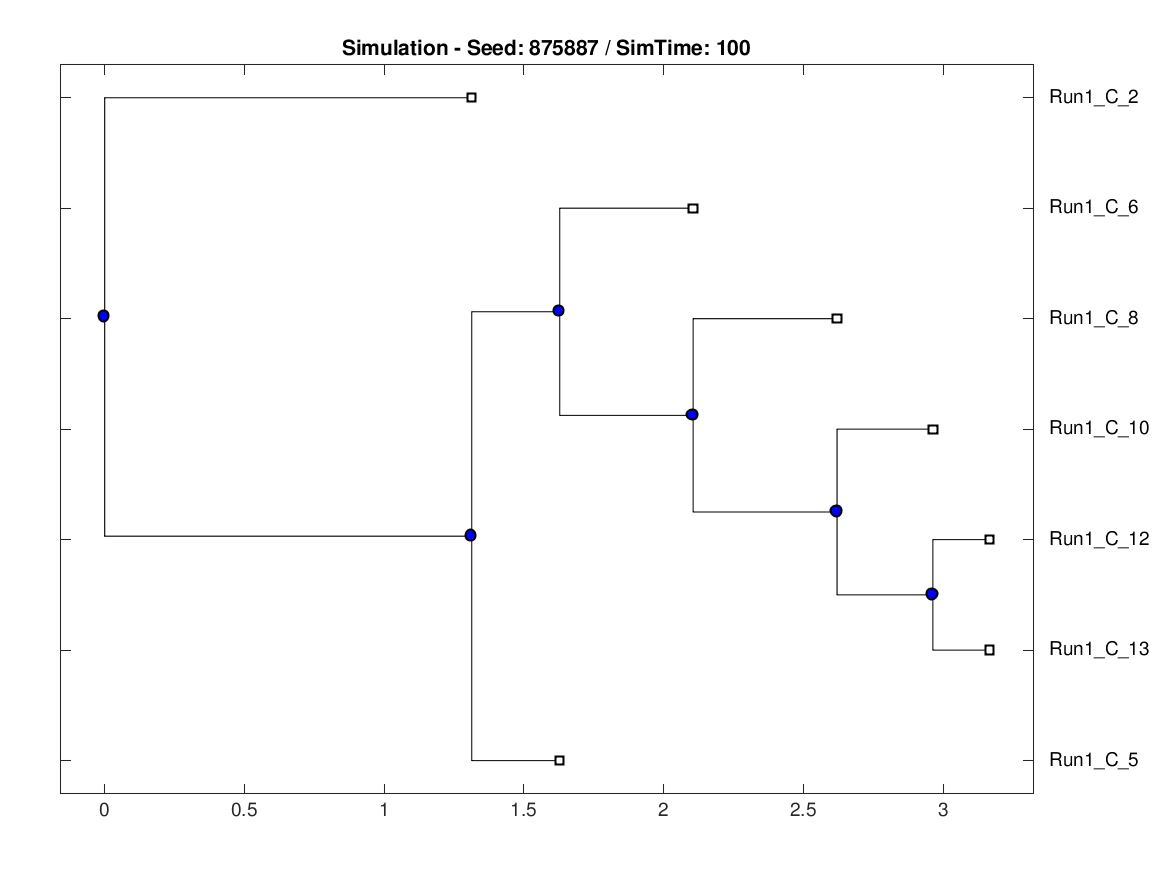 Simulation - Seed: 875887 / SimTime: 100
Run1_C_2
Run1_C_6
Run1_C_8
Run1_C_10
Run1_C_12
Run1_C_13
Run1_C_5
0 0.5 1 1.5 2 2.5 3